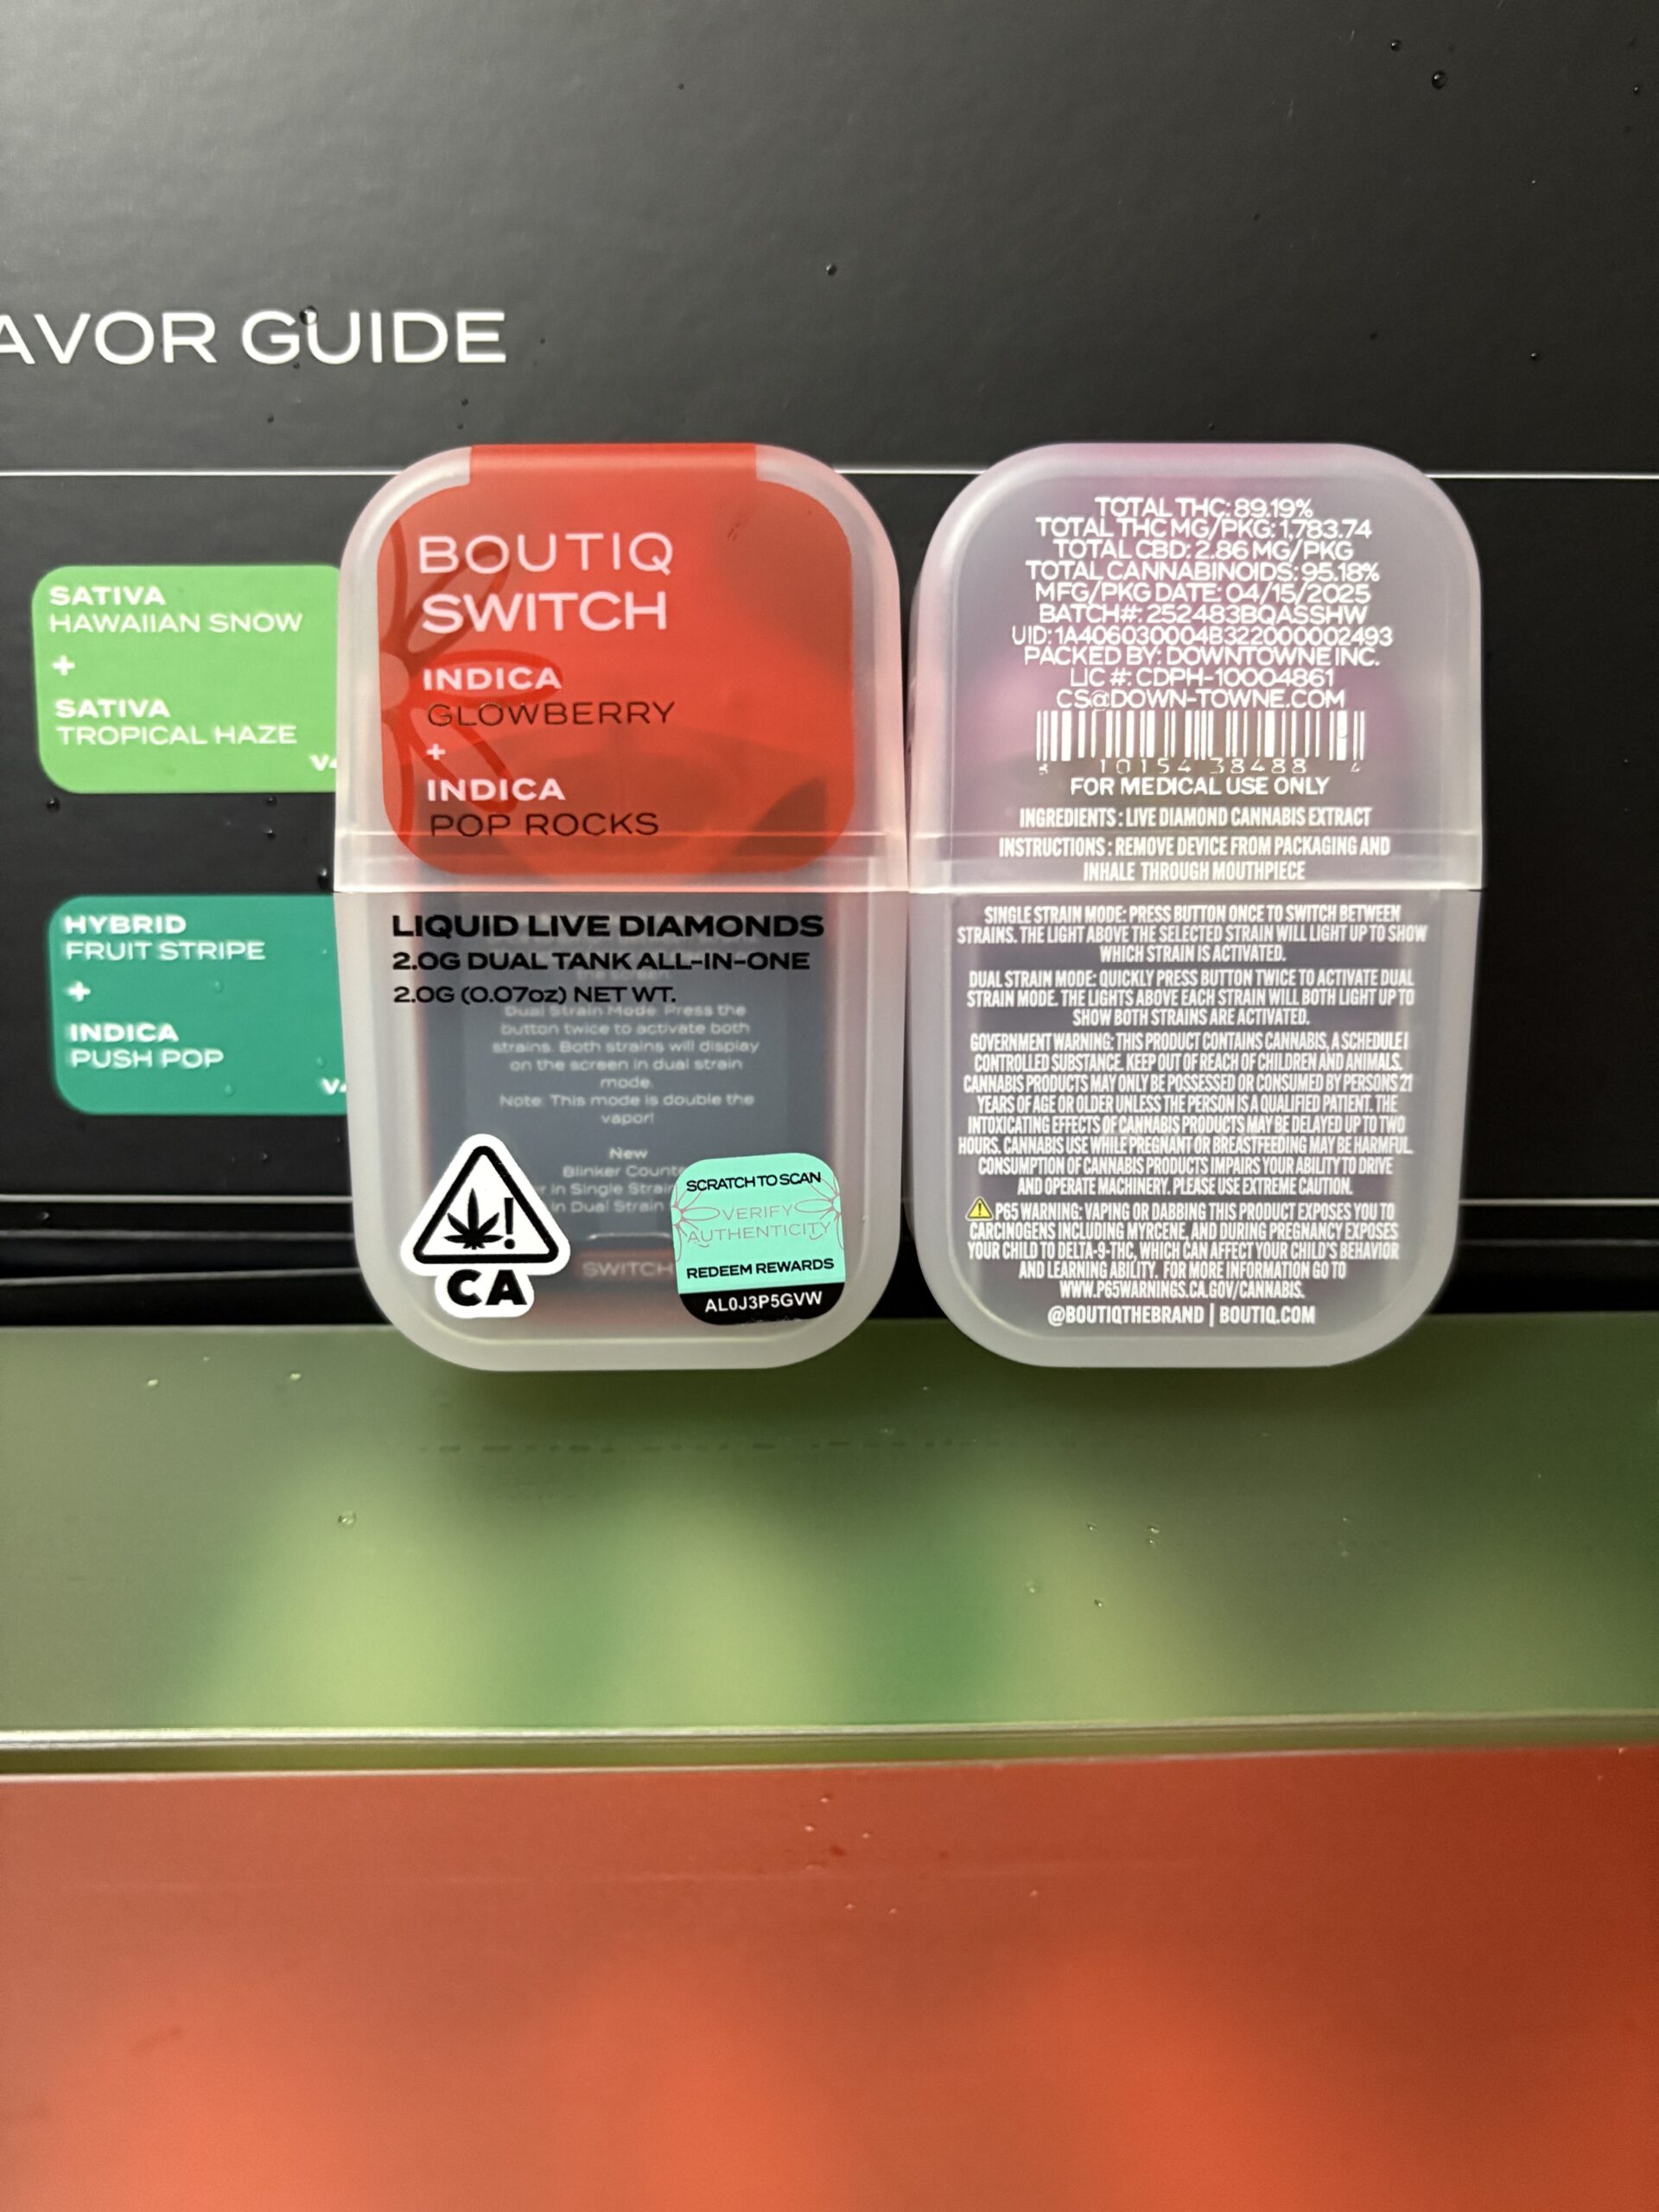 AVOR GUIDE
SATIVA
HAWAIIAN SNOW
+
SATIVA
TROPICAL HAZE
HYBRID
FRUIT STRIPE
+
INDICA
PUSH POP
BOUTIQ
SWITCH
INDICA
GLOWBERRY
+
INDICA
POP ROCKS
LIQUID LIVE DIAMONDS
2.0G DUAL TANK ALL-IN-ONE
2.0G (0.07oz) NET WT.
the screen
Dual Strain Mode: Press the
button twice to activate both
strains. Both strains will display
on the screen in dual strain
mode.
Note: This mode is double the
vapor!
New
Blinker Counte
r in Single Strain
in Dual Strain
SWITCH
CA
SCRATCH TO SCAN
VERIFY
AUTHENTICITY
REDEEM REWARDS
AL0J3P5GVW
TOTAL THC: 89.19%
TOTAL THC MG/PKG: 1,783.74
TOTAL CBD: 2.86 MG/PKG
TOTAL CANNABINOIDS: 95.18%
MFG/PKG DATE: 04/15/2025
BATCH#: 252483BQASSHW
UID: 1A406030004B322000002493
PACKED BY: DOWNTOWNE INC.
LIC #: CDPH-10004861
CS@DOWN-TOWNE.COM
10154 38488 4
FOR MEDICAL USE ONLY
INGREDIENTS : LIVE DIAMOND CANNABIS EXTRACT
INSTRUCTIONS : REMOVE DEVICE FROM PACKAGING AND
INHALE THROUGH MOUTHPIECE
SINGLE STRAIN MODE: PRESS BUTTON ONCE TO SWITCH BETWEEN
STRAINS. THE LIGHT ABOVE THE SELECTED STRAIN WILL LIGHT UP TO SHOW
WHICH STRAIN IS ACTIVATED.
DUAL STRAIN MODE: QUICKLY PRESS BUTTON TWICE TO ACTIVATE DUAL
STRAIN MODE. THE LIGHTS ABOVE EACH STRAIN WILL BOTH LIGHT UP TO
SHOW BOTH STRAINS ARE ACTIVATED.
GOVERNMENT WARNING: THIS PRODUCT CONTAINS CANNABIS, A SCHEDULE I
CONTROLLED SUBSTANCE. KEEP OUT OF REACH OF CHILDREN AND ANIMALS.
CANNABIS PRODUCTS MAY ONLY BE POSSESSED OR CONSUMED BY PERSONS 21
YEARS OF AGE OR OLDER UNLESS THE PERSON IS A QUALIFIED PATIENT. THE
INTOXICATING EFFECTS OF CANNABIS PRODUCTS MAY BE DELAYED UP TO TWO
HOURS. CANNABIS USE WHILE PREGNANT OR BREASTFEEDING MAY BE HARMFUL.
CONSUMPTION OF CANNABIS PRODUCTS IMPAIRS YOUR ABILITY TO DRIVE
AND OPERATE MACHINERY. PLEASE USE EXTREME CAUTION.
P65 WARNING: VAPING OR DABBING THIS PRODUCT EXPOSES YOU TO
CARCINOGENS INCLUDING MYRCENE, AND DURING PREGNANCY EXPOSES
YOUR CHILD TO DELTA-9-THC, WHICH CAN AFFECT YOUR CHILD'S BEHAVIOR
AND LEARNING ABILITY. FOR MORE INFORMATION GO TO
WWW.P65WARNINGS.CA.GOV/CANNABIS.
@BOUTIQTHEBRAND | BOUTIQ.COM